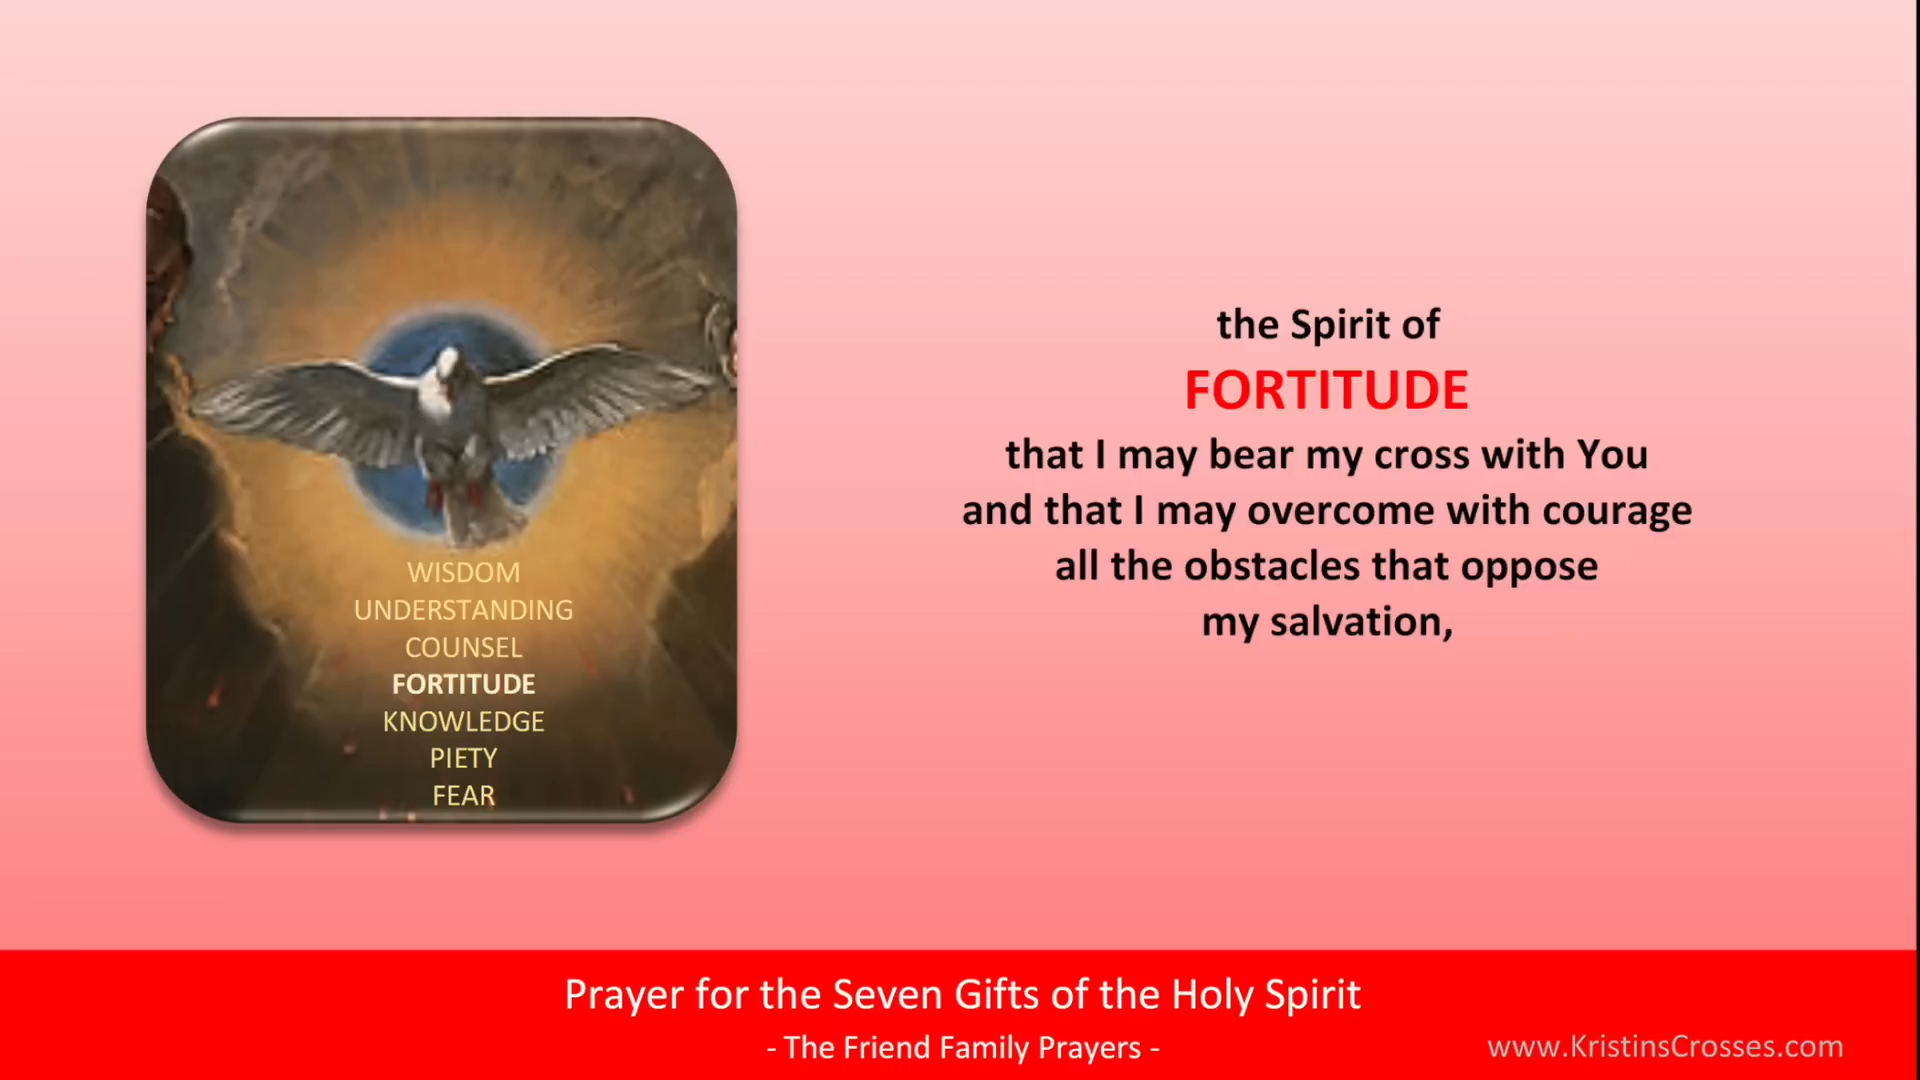 WISDOM
UNDERSTANDING
COUNSEL
FORTITUDE
KNOWLEDGE
PIETY
FEAR
the Spirit of
FORTITUDE
that I may bear my cross with You
and that I may overcome with courage
all the obstacles that oppose
my salvation,
Prayer for the Seven Gifts of the Holy Spirit
- The Friend Family Prayers -
www.KristinsCrosses.com